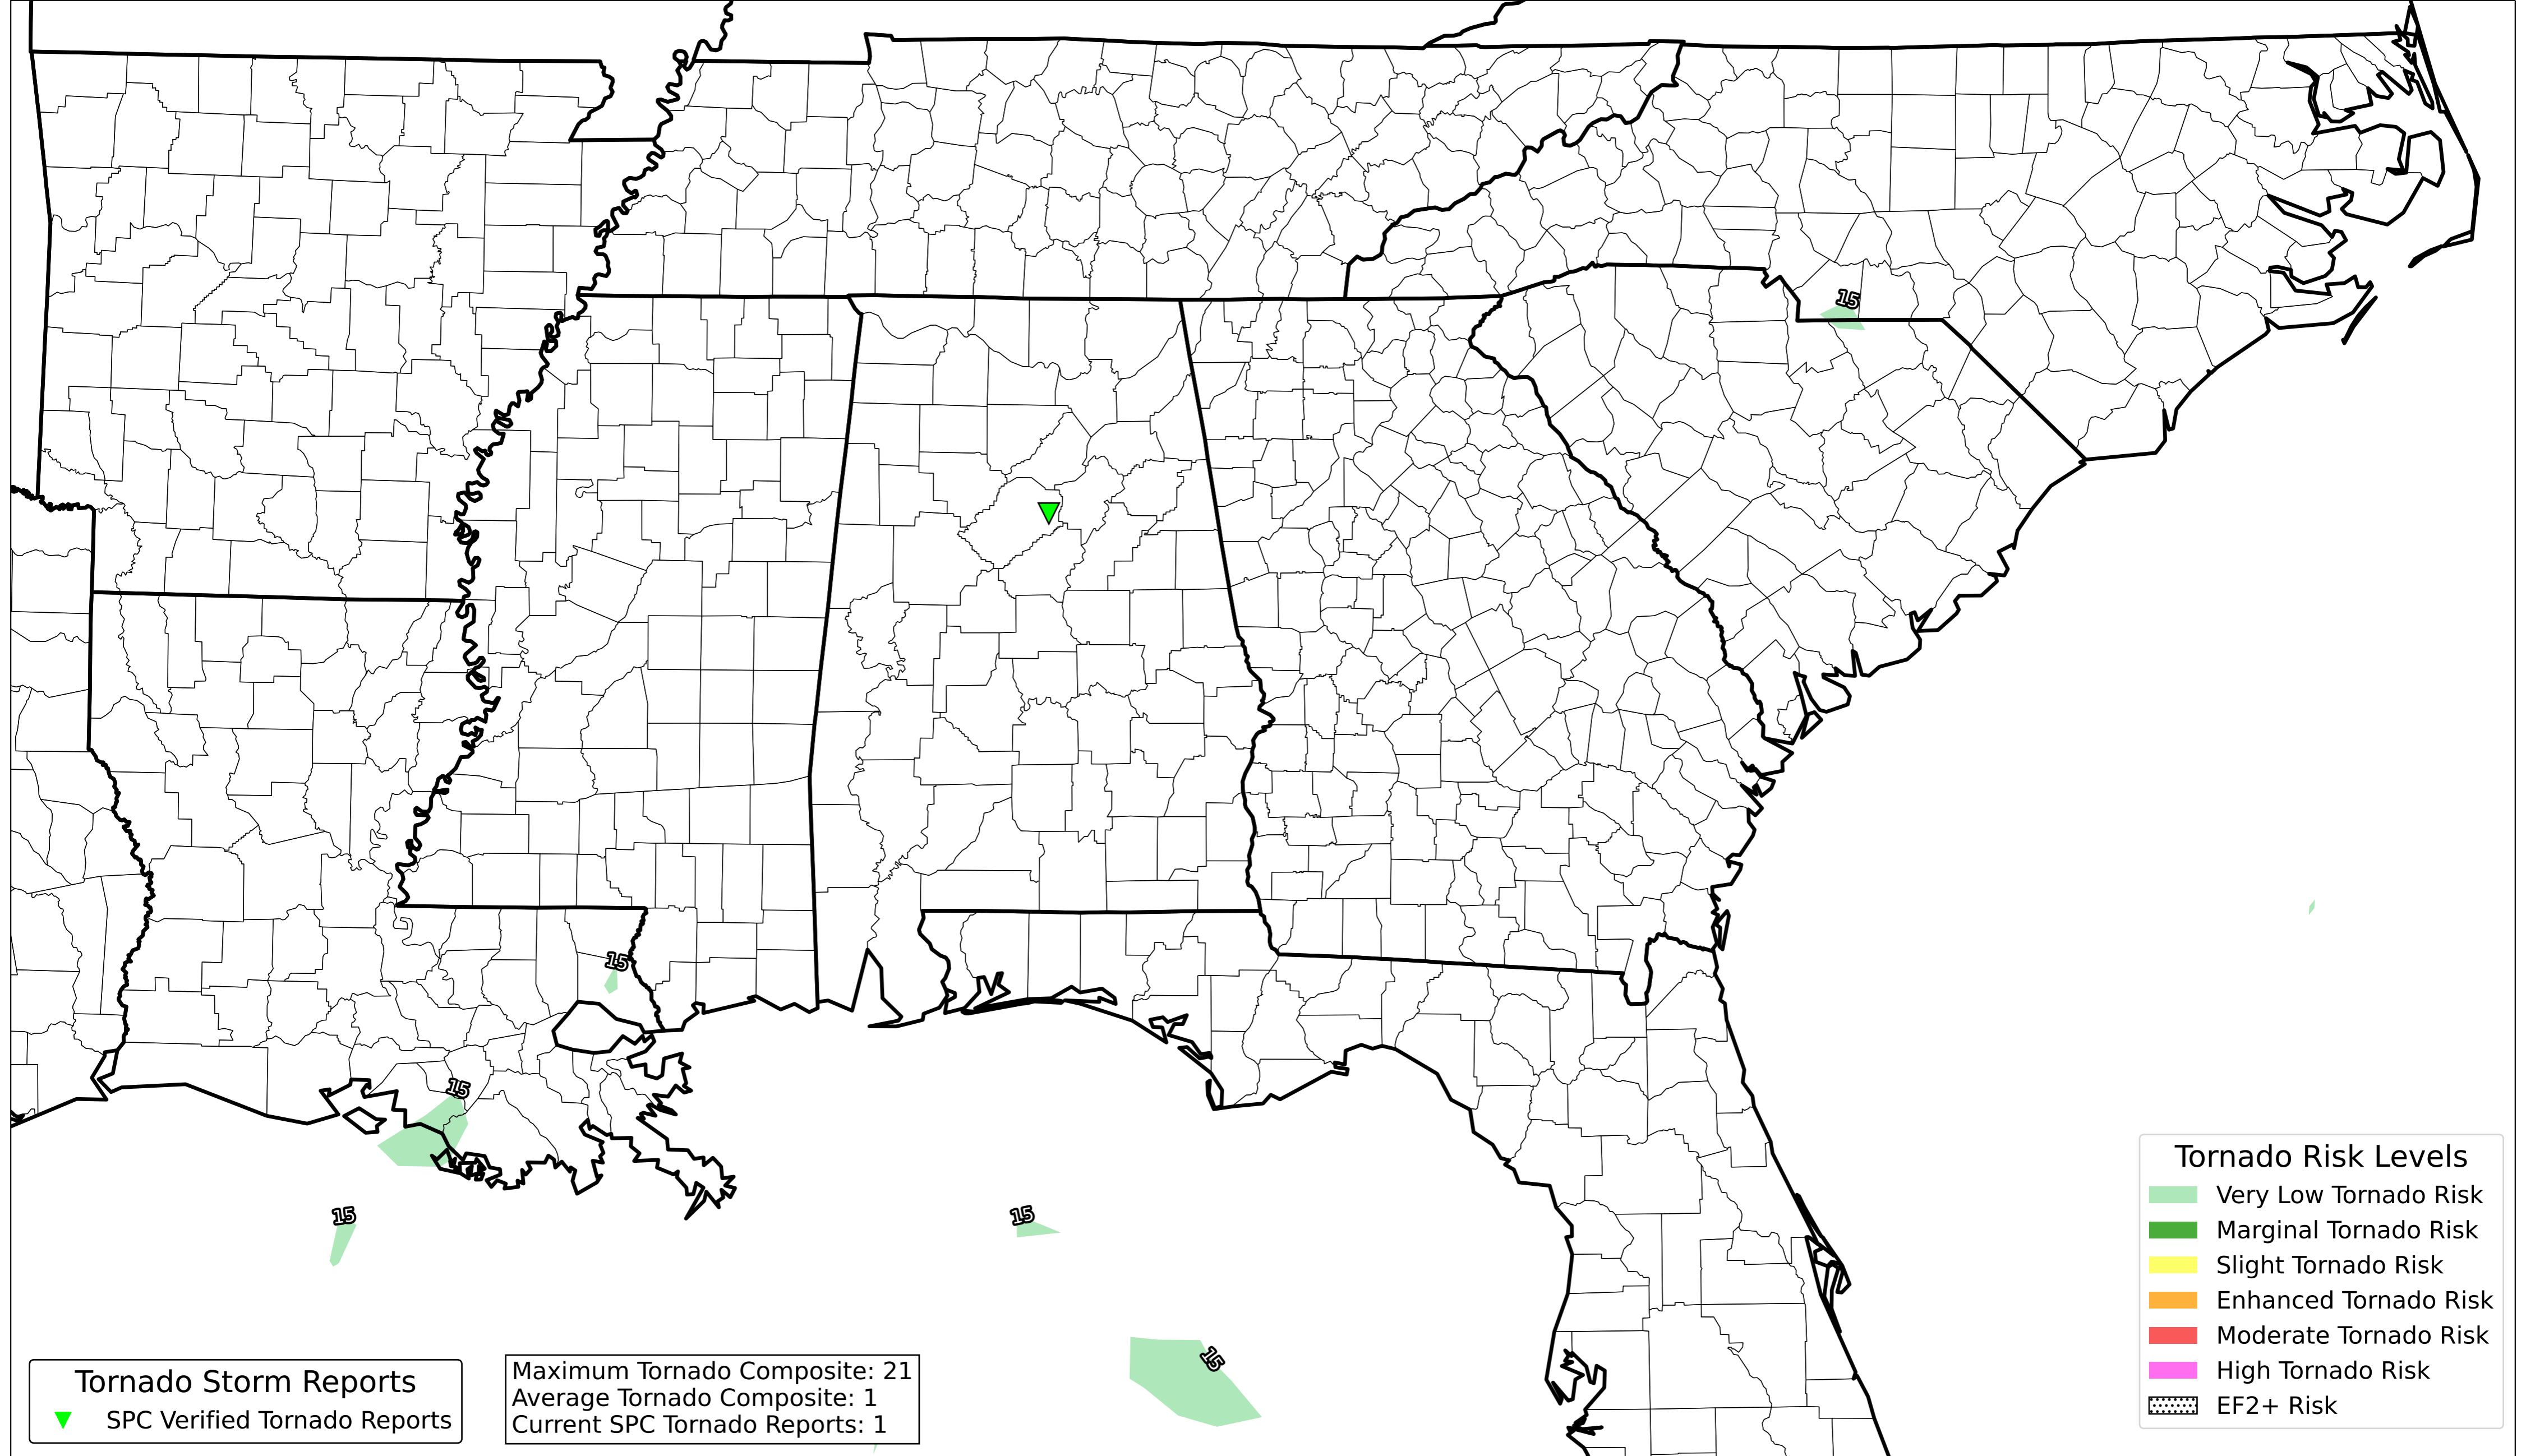 15
15
15
15
15
15
Tornado Risk Levels
Very Low Tornado Risk
Marginal Tornado Risk
Slight Tornado Risk
Enhanced Tornado Risk
Moderate Tornado Risk
High Tornado Risk
EF2+ Risk
Tornado Storm Reports
SPC Verified Tornado Reports
Maximum Tornado Composite: 21
Average Tornado Composite: 1
Current SPC Tornado Reports: 1